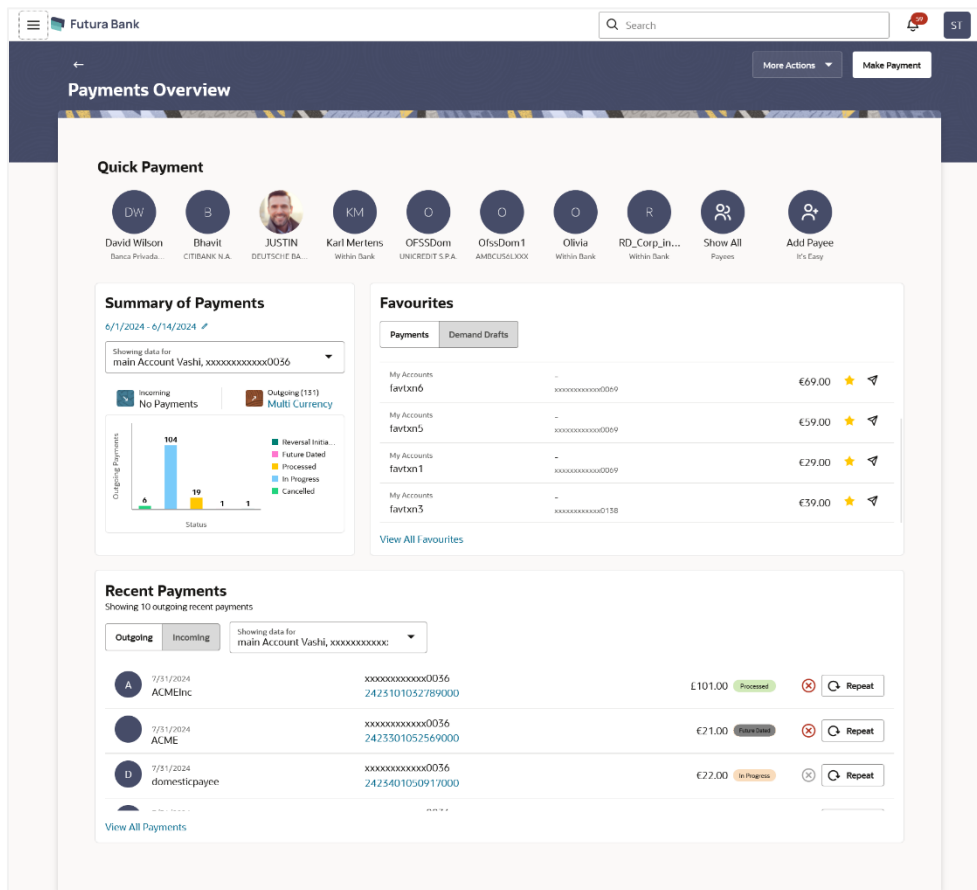 Futura Bank
Search
59
ST
More Actions
Make Payment
Payments Overview
Quick Payment
DW
B
KM
O
O
O
R
David Wilson
Bhavit
JUSTIN
Karl Mertens
OFSSDom
OfssDom1
Olivia
RD_Corp_in...
Show All
Add Payee
Banca Privada...
CITIBANK N.A.
DEUTSCHE BA...
Within Bank
UNICREDIT S.P.A.
AMBCUS6LXXX
Within Bank
Within Bank
Payees
It's Easy
Summary of Payments
6/1/2024 - 6/14/2024
Showing data for
main Account Vashi, xxxxxxxxxxxx0036
Incoming
No Payments
Outgoing (131)
Multi Currency
Outgoing Payments
6
104
19
1
1
Status
Reversal Initia...
Future Dated
Processed
In Progress
Cancelled
Favourites
Payments
Demand Drafts
My Accounts
favtxn6
-
xxxxxxxxxxxx0069
€69.00
My Accounts
favtxn5
-
xxxxxxxxxxxx0069
€59.00
My Accounts
favtxn1
-
xxxxxxxxxxxx0069
€29.00
My Accounts
favtxn3
-
xxxxxxxxxxxx0138
€39.00
View All Favourites
Recent Payments
Showing 10 outgoing recent payments
Outgoing
Incoming
Showing data for
main Account Vashi, xxxxxxxxxxx:
A
7/31/2024
ACMEInc
xxxxxxxxxxxx0036
2423101032789000
£101.00
Processed
Repeat
7/31/2024
ACME
xxxxxxxxxxxx0036
2423301052569000
€21.00
Future Dated
Repeat
D
7/31/2024
domesticpayee
xxxxxxxxxxxx0036
2423401050917000
€22.00
In Progress
Repeat
View All Payments